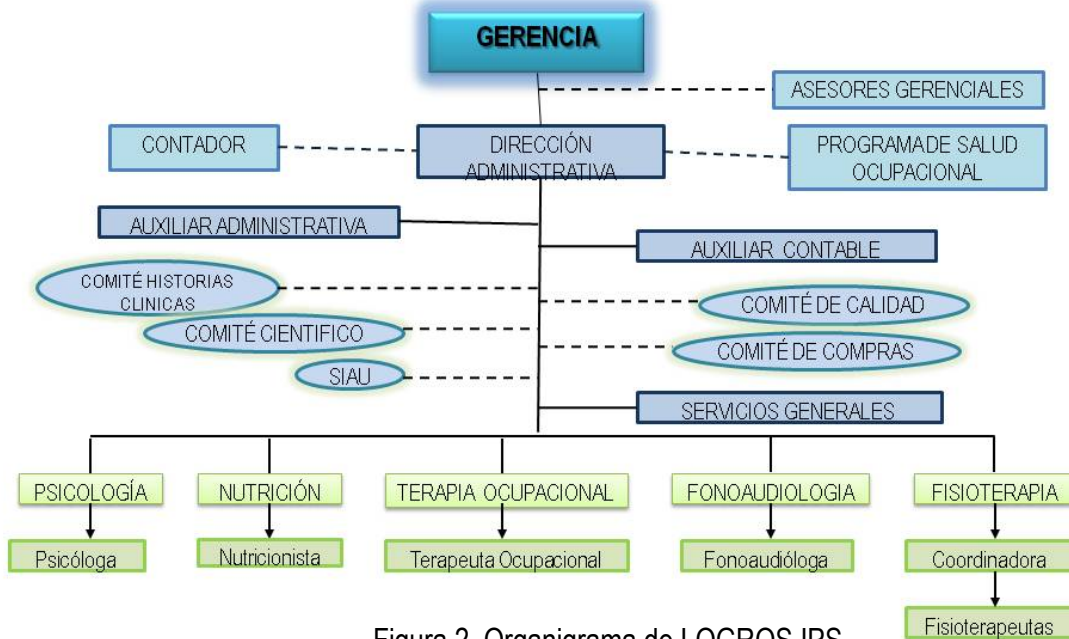 GERENCIA
ASESORES GERENCIALES
CONTADOR
DIRECCIÓN
ADMINISTRATIVA
PROGRAMA DE SALUD
OCUPACIONAL
AUXILIAR ADMINISTRATIVA
AUXILIAR CONTABLE
COMITÉ HISTORIAS
CLINICAS
COMITÉ DE CALIDAD
COMITÉ CIENTIFICO
COMITÉ DE COMPRAS
SIAU
SERVICIOS GENERALES
PSICOLOGÍA
NUTRICIÓN
TERAPIA OCUPACIONAL
FONOAUDIOLOGIA
FISIOTERAPIA
Psicóloga
Nutricionista
Terapeuta Ocupacional
Fonoaudióloga
Coordinadora
Fisioterapeutas
Figura 2. Organigrama de LOGROS IPS